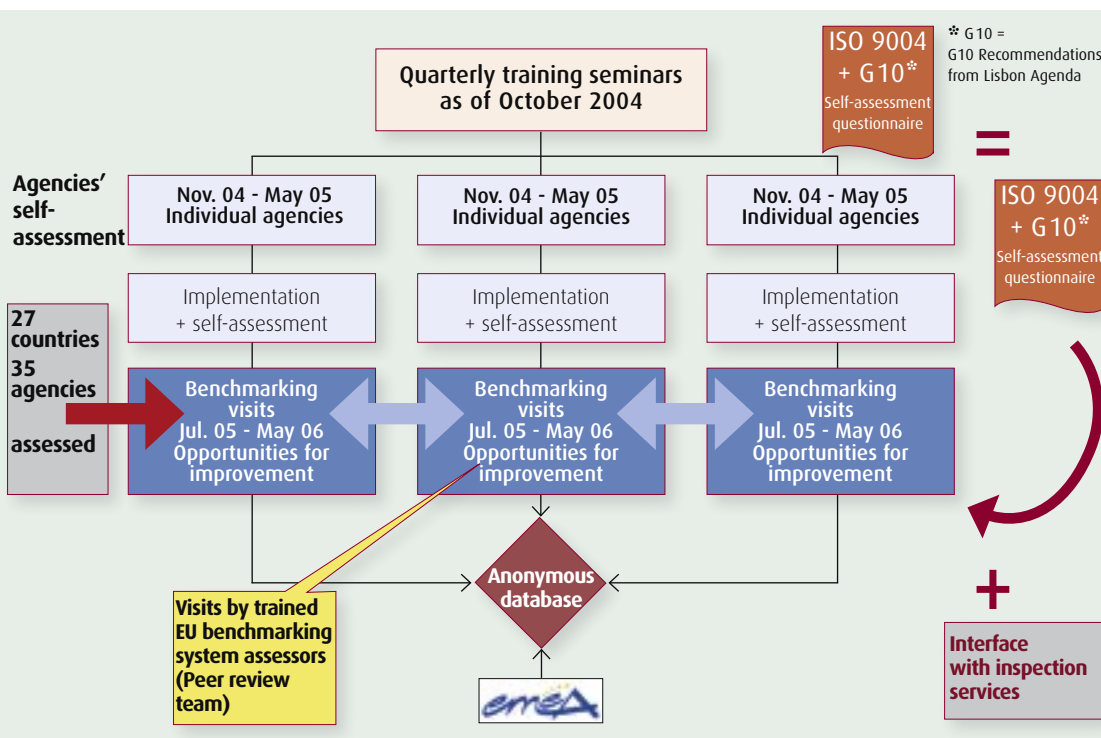 Quarterly training seminars
as of October 2004
ISO 9004
+ G10*
Self-assessment
questionnaire
* G10 =
G10 Recommendations
from Lisbon Agenda
=
ISO 9004
+ G10*
Self-assessment
questionnaire
Agencies’
self-
assessment
Nov. 04 - May 05
Individual agencies
Nov. 04 - May 05
Individual agencies
Nov. 04 - May 05
Individual agencies
Implementation
+ self-assessment
Implementation
+ self-assessment
Implementation
+ self-assessment
27
countries
35
agencies
assessed
Benchmarking
visits
Jul. 05 - May 06
Opportunities for
improvement
Benchmarking
visits
Jul. 05 - May 06
Opportunities for
improvement
Benchmarking
visits
Jul. 05 - May 06
Opportunities for
improvement
Anonymous
database
Visits by trained
EU benchmarking
system assessors
(Peer review
team)
emeA
+
Interface
with inspection
services